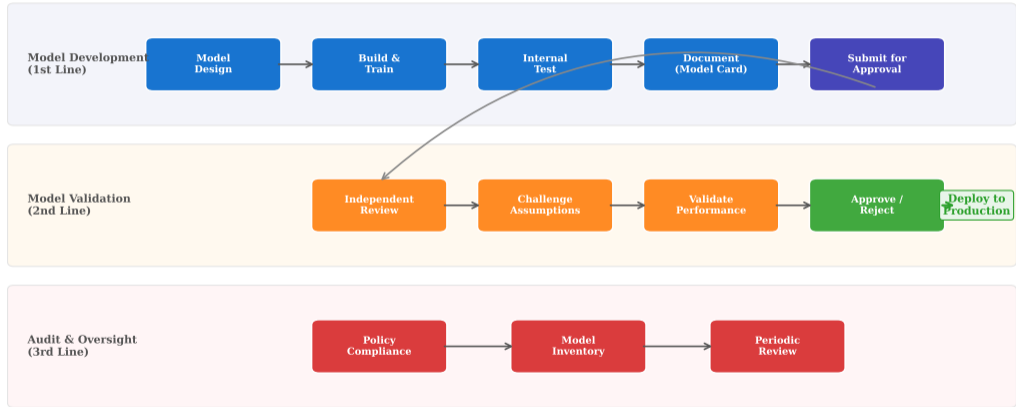 Model Development
(1st Line)
Model
Design
Build &
Train
Internal
Test
Document
(Model Card)
Submit for
Approval
Model Validation
(2nd Line)
Independent
Review
Challenge
Assumptions
Validate
Performance
Approve /
Reject
Deploy to
Production
Audit & Oversight
(3rd Line)
Policy
Compliance
Model
Inventory
Periodic
Review